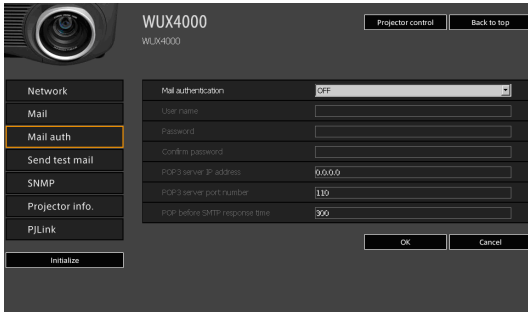 WUX4000
Projector control
Back to top
WUX4000
Network
Mail
Mail auth
Send test mail
SNMP
Projector info.
PJLink
Initialize
Mail authentication OFF
User name
Password
Confirm password
POP3 server IP address 0.0.0.0
POP3 server port number 110
POP before SMTP response time 300
OK
Cancel